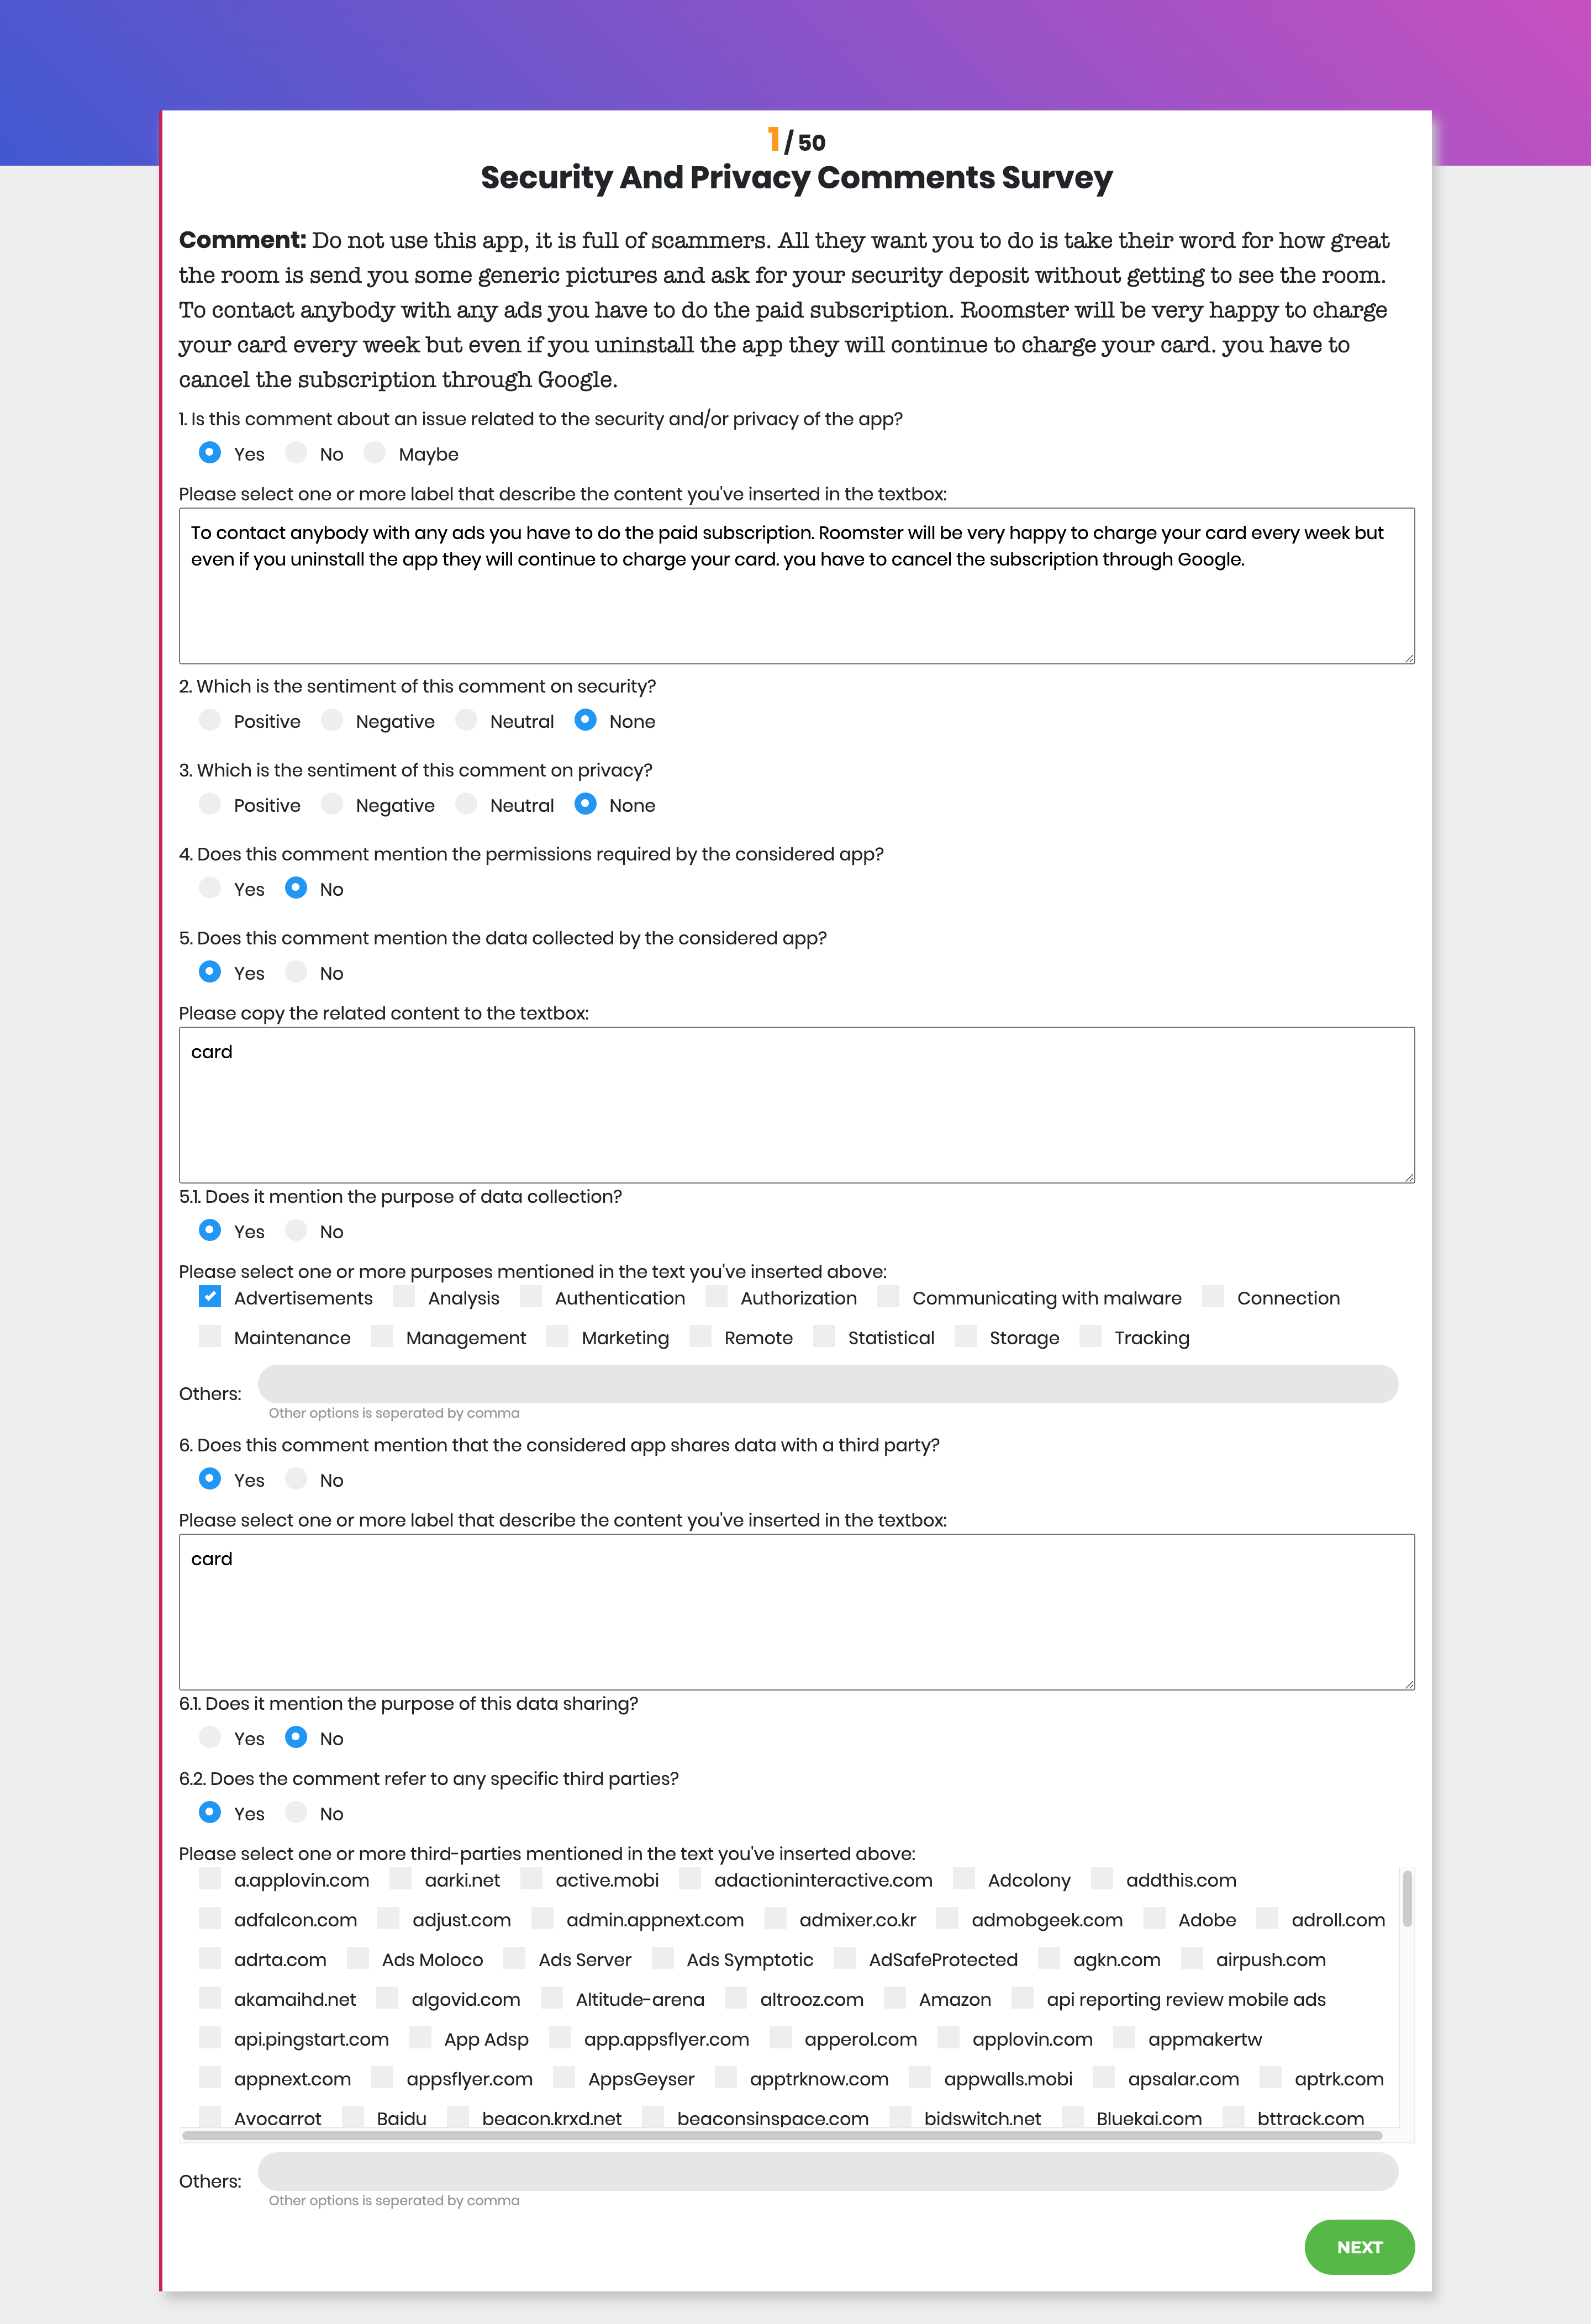 1 / 50
Security And Privacy Comments Survey
Comment: Do not use this app, it is full of scammers. All they want you to do is take their word for how great
the room is send you some generic pictures and ask for your security deposit without getting to see the room.
To contact anybody with any ads you have to do the paid subscription. Roomster will be very happy to charge
your card every week but even if you uninstall the app they will continue to charge your card. you have to
cancel the subscription through Google.
1. Is this comment about an issue related to the security and/or privacy of the app?
Yes No Maybe
Please select one or more label that describe the content you've inserted in the textbox:
To contact anybody with any ads you have to do the paid subscription. Roomster will be very happy to charge your card every week but
even if you uninstall the app they will continue to charge your card. you have to cancel the subscription through Google.
2. Which is the sentiment of this comment on security?
Positive Negative Neutral None
3. Which is the sentiment of this comment on privacy?
Positive Negative Neutral None
4. Does this comment mention the permissions required by the considered app?
Yes No
5. Does this comment mention the data collected by the considered app?
Yes No
Please copy the related content to the textbox:
card
5.1. Does it mention the purpose of data collection?
Yes No
Please select one or more purposes mentioned in the text you've inserted above:
Advertisements Analysis Authentication Authorization Communicating with malware Connection
Maintenance Management Marketing Remote Statistical Storage Tracking
Others:
Other options is seperated by comma
6. Does this comment mention that the considered app shares data with a third party?
Yes No
Please select one or more label that describe the content you've inserted in the textbox:
card
6.1. Does it mention the purpose of this data sharing?
Yes No
6.2. Does the comment refer to any specific third parties?
Yes No
Please select one or more third-parties mentioned in the text you've inserted above:
a.applovin.com aarki.net active.mobi adactioninteractive.com Adcolony addthis.com
adfalcon.com adjust.com admin.appnext.com admixer.co.kr admobgeek.com Adobe adroll.com
adrta.com Ads Moloco Ads Server Ads Symptotic AdSafeProtected agkn.com airpush.com
akamaihd.net algovid.com Altitude-arena altrooz.com Amazon api reporting review mobile ads
api.pingstart.com App Adsp app.appsflyer.com apperol.com applovin.com appmakertw
appnext.com appsflyer.com AppsGeyser apptrknow.com appwalls.mobi apsalar.com aptrk.com
Avocarrot Baidu beacon.krxd.net beaconsinspace.com bidswitch.net Bluekai.com bttrack.com
Others:
Other options is seperated by comma
NEXT